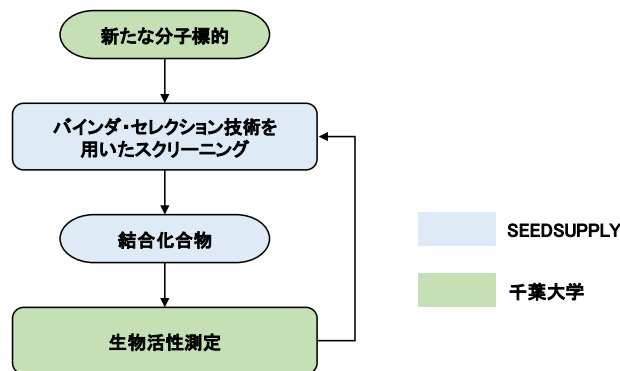 新たな分子標的
バインダ・セレクション技術を
用いたスクリーニング
結合化合物
生物活性測定
SEEDSUPPLY
千葉大学